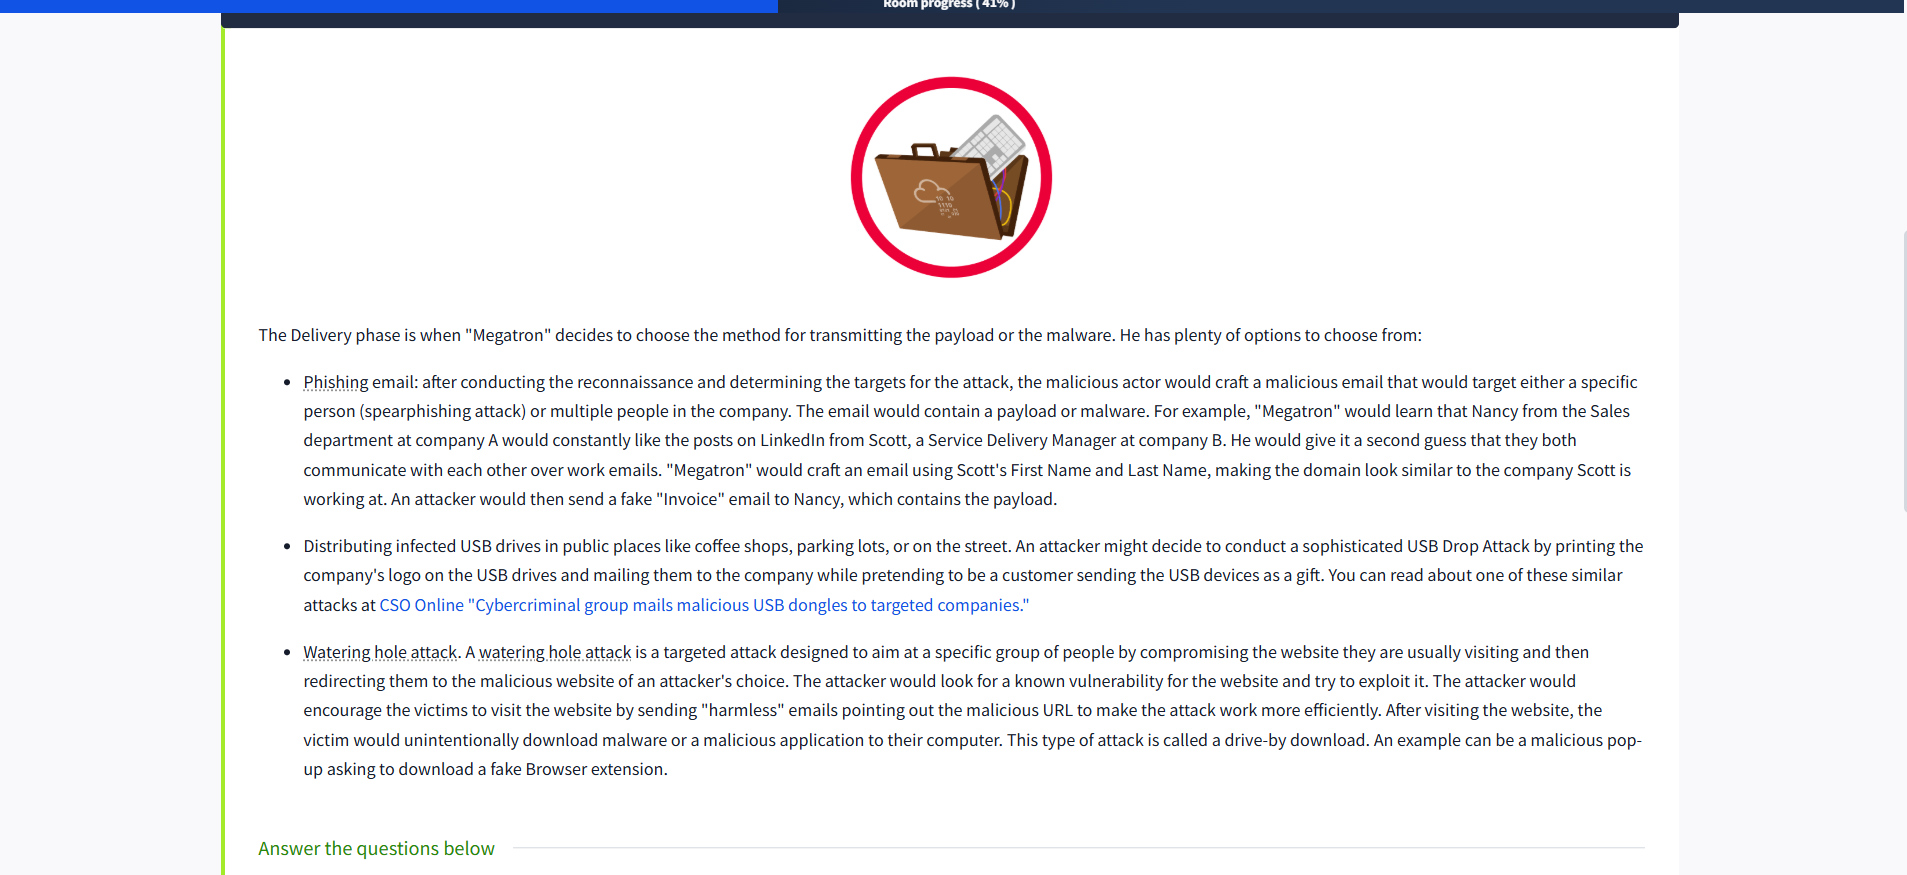 Room progress ( 41% )
The Delivery phase is when "Megatron" decides to choose the method for transmitting the payload or the malware. He has plenty of options to choose from:
Phishing email: after conducting the reconnaissance and determining the targets for the attack, the malicious actor would craft a malicious email that would target either a specific
person (spearphishing attack) or multiple people in the company. The email would contain a payload or malware. For example, "Megatron" would learn that Nancy from the Sales
department at company A would constantly like the posts on LinkedIn from Scott, a Service Delivery Manager at company B. He would give it a second guess that they both
communicate with each other over work emails. "Megatron" would craft an email using Scott's First Name and Last Name, making the domain look similar to the company Scott is
working at. An attacker would then send a fake "Invoice" email to Nancy, which contains the payload.
Distributing infected USB drives in public places like coffee shops, parking lots, or on the street. An attacker might decide to conduct a sophisticated USB Drop Attack by printing the
company's logo on the USB drives and mailing them to the company while pretending to be a customer sending the USB devices as a gift. You can read about one of these similar
attacks at CSO Online "Cybercriminal group mails malicious USB dongles to targeted companies."
Watering hole attack. A watering hole attack is a targeted attack designed to aim at a specific group of people by compromising the website they are usually visiting and then
redirecting them to the malicious website of an attacker's choice. The attacker would look for a known vulnerability for the website and try to exploit it. The attacker would
encourage the victims to visit the website by sending "harmless" emails pointing out the malicious URL to make the attack work more efficiently. After visiting the website, the
victim would unintentionally download malware or a malicious application to their computer. This type of attack is called a drive-by download. An example can be a malicious pop-
up asking to download a fake Browser extension.
Answer the questions below